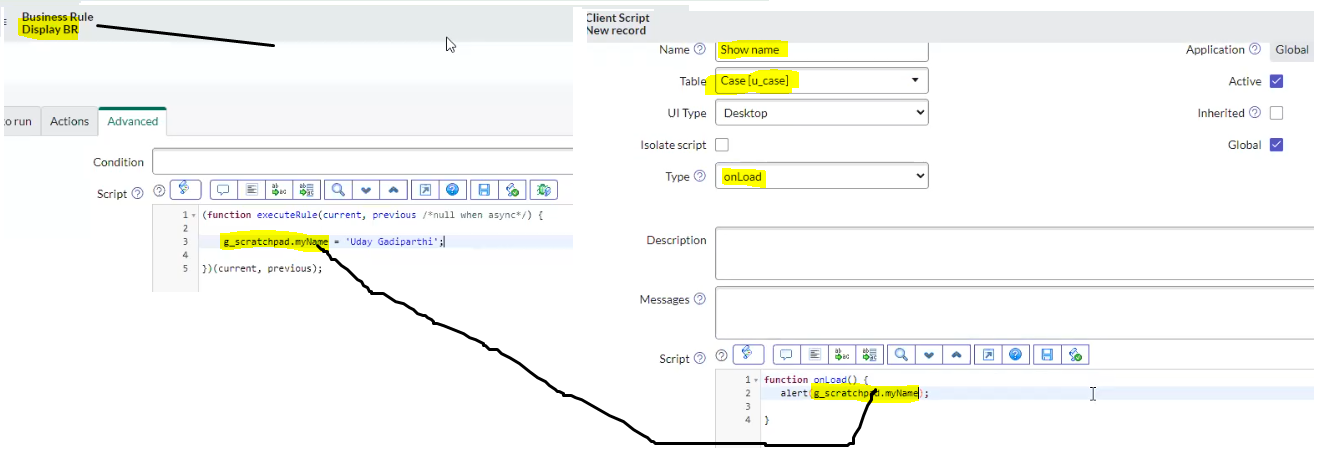 Business Rule
Display BR
to run
Actions
Advanced
Condition
Script
1 (function executeRule(current, previous /*null when async*/) {
2
3 g_scratchpad.myName = 'Uday Gadiparthi';
4
5 })(current, previous);
Client Script
New record
Name Show name
Application Global
Table Case [u_case]
Active
UI Type Desktop
Inherited
Isolate script
Global
Type onLoad
Description
Messages
Script
1 function onLoad() {
2 alert(g_scratchpad.myName);
3
4 }